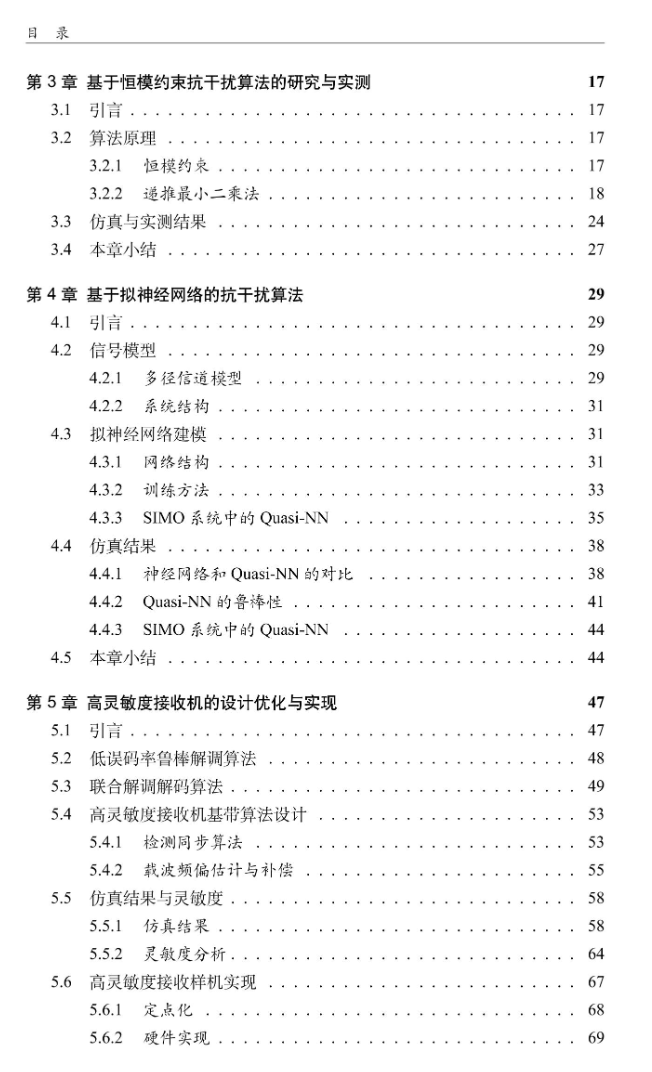 目 录
第 3 章 基于恒模约束抗干扰算法的研究与实测 17
3.1 引言 . . . . . . . . . . . . . . . . . . . . 17
3.2 算法原理 . . . . . . . . . . . . . . . . . . . . 17
3.2.1 恒模约束 . . . . . . . . . . . . . . . . . . . . 17
3.2.2 递推最小二乘法 . . . . . . . . . . . . . . . . . . . . 18
3.3 仿真与实测结果 . . . . . . . . . . . . . . . . . . . . 24
3.4 本章小结 . . . . . . . . . . . . . . . . . . . . 27
第 4 章 基于拟神经网络的抗干扰算法 29
4.1 引言 . . . . . . . . . . . . . . . . . . . . 29
4.2 信号模型 . . . . . . . . . . . . . . . . . . . . 29
4.2.1 多径信道模型 . . . . . . . . . . . . . . . . . . . . 29
4.2.2 系统结构 . . . . . . . . . . . . . . . . . . . . 31
4.3 拟神经网络建模 . . . . . . . . . . . . . . . . . . . . 31
4.3.1 网络结构 . . . . . . . . . . . . . . . . . . . . 31
4.3.2 训练方法 . . . . . . . . . . . . . . . . . . . . 33
4.3.3 SIMO 系统中的 Quasi-NN . . . . . . . . . . . . . . . 35
4.4 仿真结果 . . . . . . . . . . . . . . . . . . . . 38
4.4.1 神经网络和 Quasi-NN 的对比 . . . . . . . . . . . . . 38
4.4.2 Quasi-NN 的鲁棒性 . . . . . . . . . . . . . . . . . 41
4.4.3 SIMO 系统中的 Quasi-NN . . . . . . . . . . . . . . . 44
4.5 本章小结 . . . . . . . . . . . . . . . . . . . . 44
第 5 章 高灵敏度接收机的设计优化与实现 47
5.1 引言 . . . . . . . . . . . . . . . . . . . . 47
5.2 低误码率鲁棒解调算法 . . . . . . . . . . . . . . . . . . . 48
5.3 联合解调解码算法 . . . . . . . . . . . . . . . . . . . . 49
5.4 高灵敏度接收机基带算法设计 . . . . . . . . . . . . . . . . 53
5.4.1 检测同步算法 . . . . . . . . . . . . . . . . . . . . 53
5.4.2 载波频偏估计与补偿 . . . . . . . . . . . . . . . . . 55
5.5 仿真结果与灵敏度 . . . . . . . . . . . . . . . . . . . . 58
5.5.1 仿真结果 . . . . . . . . . . . . . . . . . . . . 58
5.5.2 灵敏度分析 . . . . . . . . . . . . . . . . . . . . 64
5.6 高灵敏度接收样机实现 . . . . . . . . . . . . . . . . . . . 67
5.6.1 定点化 . . . . . . . . . . . . . . . . . . . . 68
5.6.2 硬件实现 . . . . . . . . . . . . . . . . . . . . 69